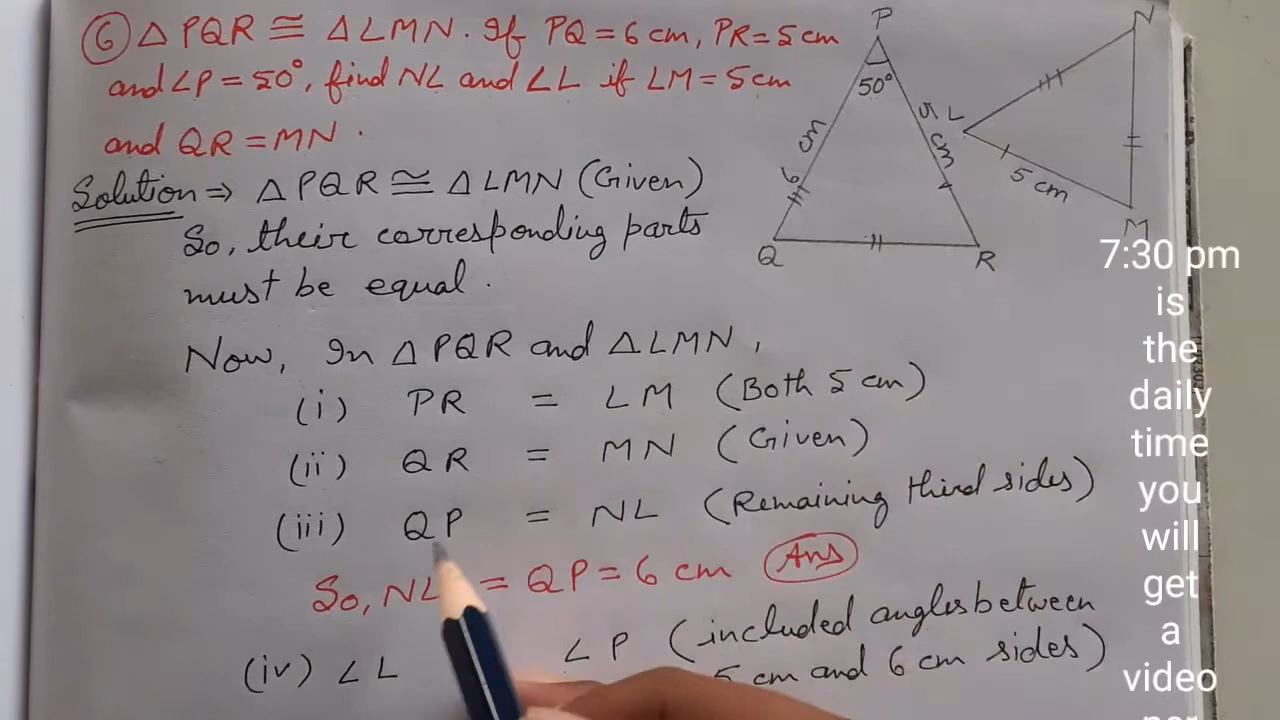 ⑥ △PQR ≅ △LMN. If PQ = 6 cm, PR = 5 cm
and ∠P = 50°, find NL and ∠L if LM = 5 cm
and QR = MN.
Solution ⇒ △PQR ≅ △LMN (Given)
So, their corresponding parts
must be equal.
Now, In △PQR and △LMN,
(i) PR = LM (Both 5 cm)
(ii) QR = MN (Given)
(iii) QP = NL (Remaining third sides)
So, NL = QP = 6 cm Ans
(iv) ∠L ∠P (included angles between
5 cm and 6 cm sides)
P
50°
6 cm
5 cm
Q
R
N
L
5 cm
M
7:30 pm
is
the
daily
time
you
will
get
a
video